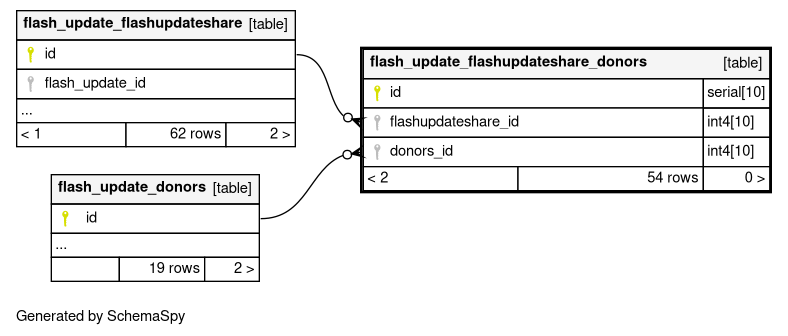 flash_update_flashupdateshare [table]
id
flash_update_id
...
< 1 62 rows 2 >
flash_update_donors [table]
id
...
19 rows 2 >
flash_update_flashupdateshare_donors [table]
id serial[10]
flashupdateshare_id int4[10]
donors_id int4[10]
< 2 54 rows 0 >
Generated by SchemaSpy